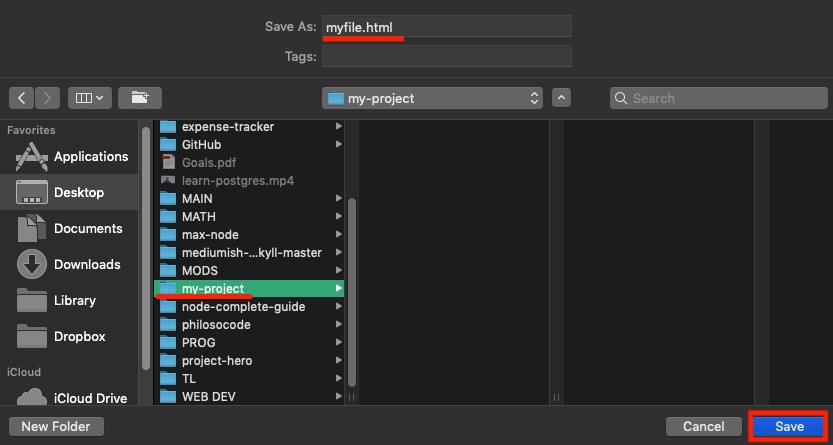 Save As: myfile.html
Tags:
my-project
Search
Favorites
Applications
Desktop
Documents
Downloads
Library
Dropbox
iCloud
iCloud Drive
expense-tracker
GitHub
Goals.pdf
learn-postgres.mp4
MAIN
MATH
max-node
mediumish-...kyll-master
MODS
my-project
node-complete-guide
philosocode
PROG
project-hero
TL
WEB DEV
New Folder
Cancel
Save